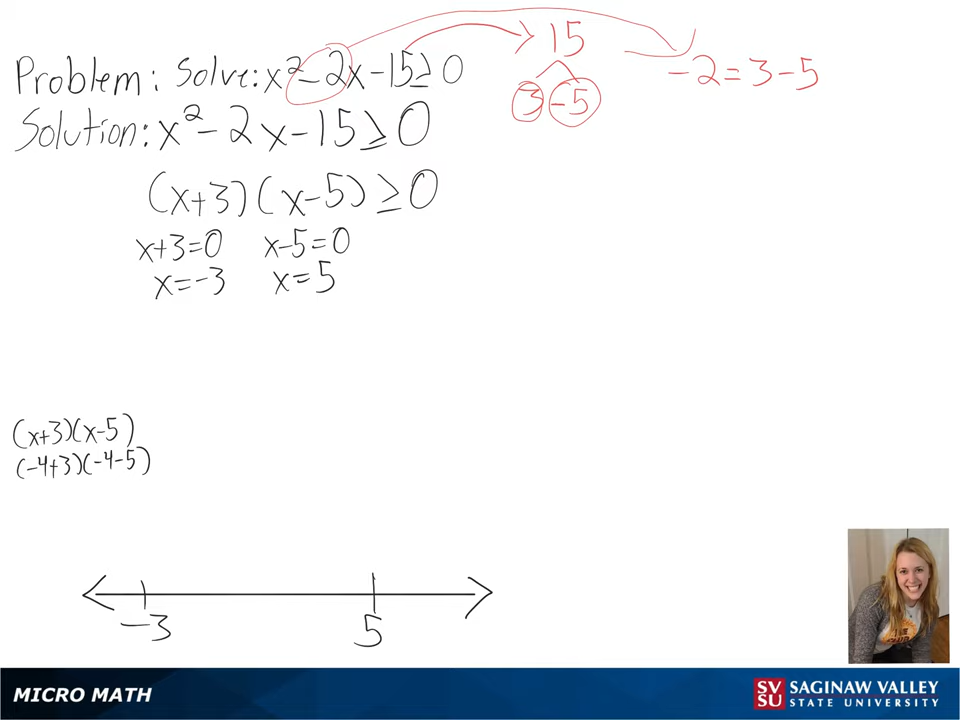 Problem: Solve: x² - 2x - 15 ≥ 0
15
3 -5
-2 = 3 - 5
Solution: x² - 2x - 15 ≥ 0
(x+3)(x-5) ≥ 0
x+3=0 x-5=0
x=-3 x=5
(x+3)(x-5)
(-4+3)(-4-5)
-3 5
MICRO MATH
SV
SU
SAGINAW VALLEY
STATE UNIVERSITY